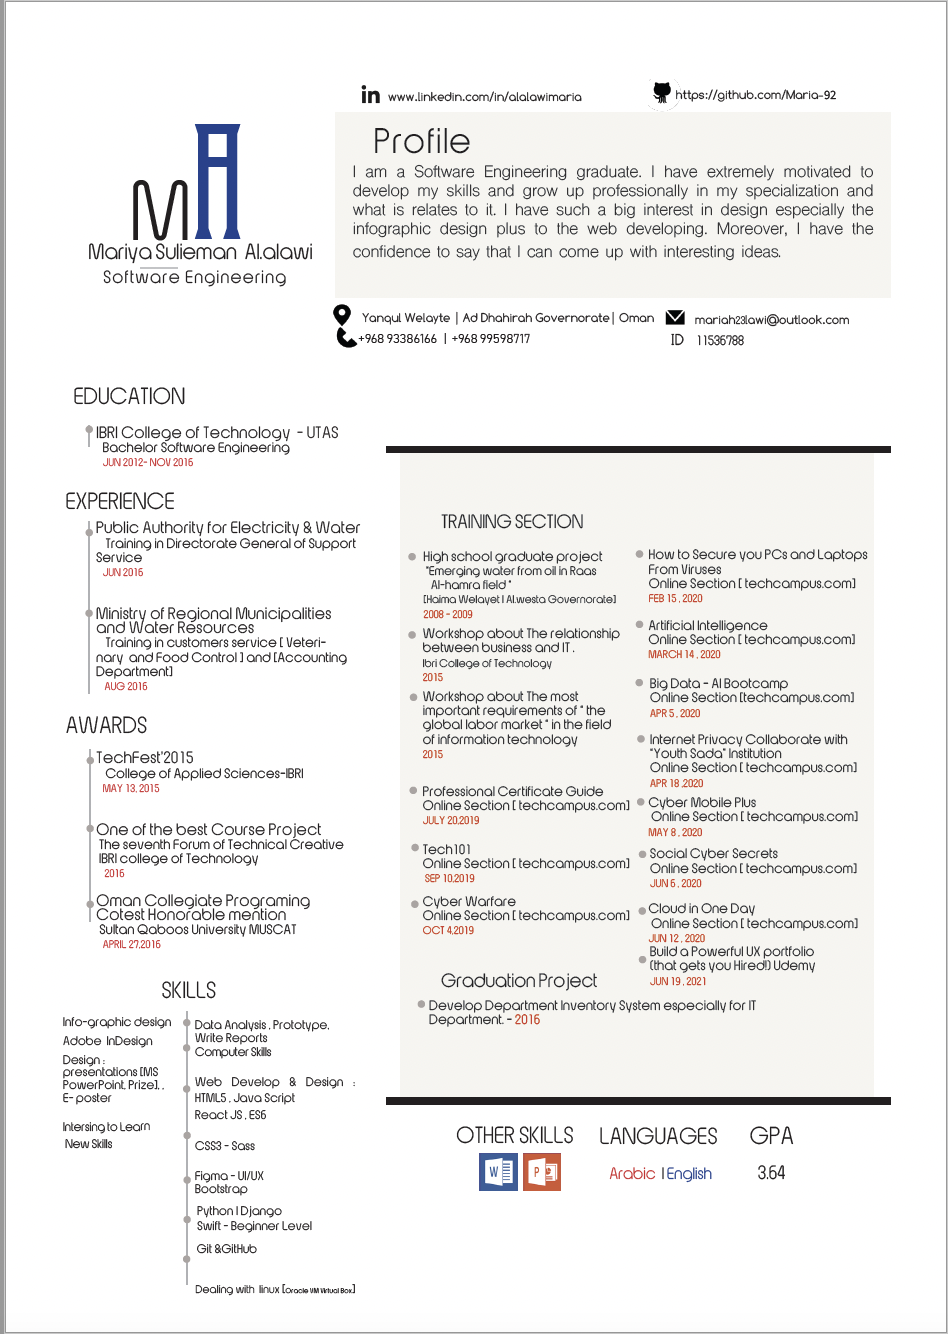 www.linkedin.com/in/alalawimaria
https://github.com/Maria-92
MA
Mariya Sulieman Al.alawi
Software Engineering
Profile
I am a Software Engineering graduate. I have extremely motivated to
develop my skills and grow up professionally in my specialization and
what is relates to it. I have such a big interest in design especially the
infographic design plus to the web developing. Moreover, I have the
confidence to say that I can come up with interesting ideas.
Yanqul Welayte | Ad Dhahirah Governorate| Oman
mariah23lawi@outlook.com
+968 93386166 | +968 99598717
ID 11536788
EDUCATION
IBRI College of Technology - UTAS
Bachelor Software Engineering
JUN 2012- NOV 2016
EXPERIENCE
Public Authority for Electricity & Water
Training in Directorate General of Support
Service
JUN 2016
Ministry of Regional Municipalities
and Water Resources
Training in customers service [ Veteri-
nary and Food Control ] and [Accounting
Department]
AUG 2016
AWARDS
TechFest'2015
College of Applied Sciences-IBRI
MAY 13, 2015
One of the best Course Project
The seventh Forum of Technical Creative
IBRI college of Technology
2016
Oman Collegiate Programing
Cotest Honorable mention
Sultan Qaboos University MUSCAT
APRIL 27,2016
SKILLS
Info-graphic design
Adobe InDesign
Design :
presentations [MS
PowerPoint, Prize], ,
E- poster
Intersing to Learn
New Skills
Data Analysis , Prototype,
Write Reports
Computer Skills
Web Develop & Design :
HTML5 , Java Script
React JS , ES6
CSS3 - Sass
Figma - UI/UX
Bootstrap
Python | Django
Swift - Beginner Level
Git &GitHub
Dealing with linux [Oracle VM Virtual Box]
TRAINING SECTION
High school graduate project
"Emerging water from oil in Raas
Al-hamra field "
[Haima Welayet | Al.westa Governorate]
2008 - 2009
Workshop about The relationship
between business and IT .
Ibri College of Technology
2015
Workshop about The most
important requirements of " the
global labor market " in the field
of information technology
2015
Professional Certificate Guide
Online Section [ techcampus.com]
JULY 20,2019
Tech101
Online Section [ techcampus.com]
SEP 10,2019
Cyber Warfare
Online Section [ techcampus.com]
OCT 4,2019
How to Secure you PCs and Laptops
From Viruses
Online Section [ techcampus.com]
FEB 15 , 2020
Artificial Intelligence
Online Section [ techcampus.com]
MARCH 14 , 2020
Big Data - AI Bootcamp
Online Section [techcampus.com]
APR 5 , 2020
Internet Privacy Collaborate with
"Youth Sada" Institution
Online Section [ techcampus.com]
APR 18 ,2020
Cyber Mobile Plus
Online Section [ techcampus.com]
MAY 8 , 2020
Social Cyber Secrets
Online Section [ techcampus.com]
JUN 6 , 2020
Cloud in One Day
Online Section [ techcampus.com]
JUN 12 , 2020
Build a Powerful UX portfolio
(that gets you Hired!) Udemy
JUN 19 , 2021
Graduation Project
Develop Department Inventory System especially for IT
Department. - 2016
OTHER SKILLS
W
P
LANGUAGES
Arabic | English
GPA
3.64